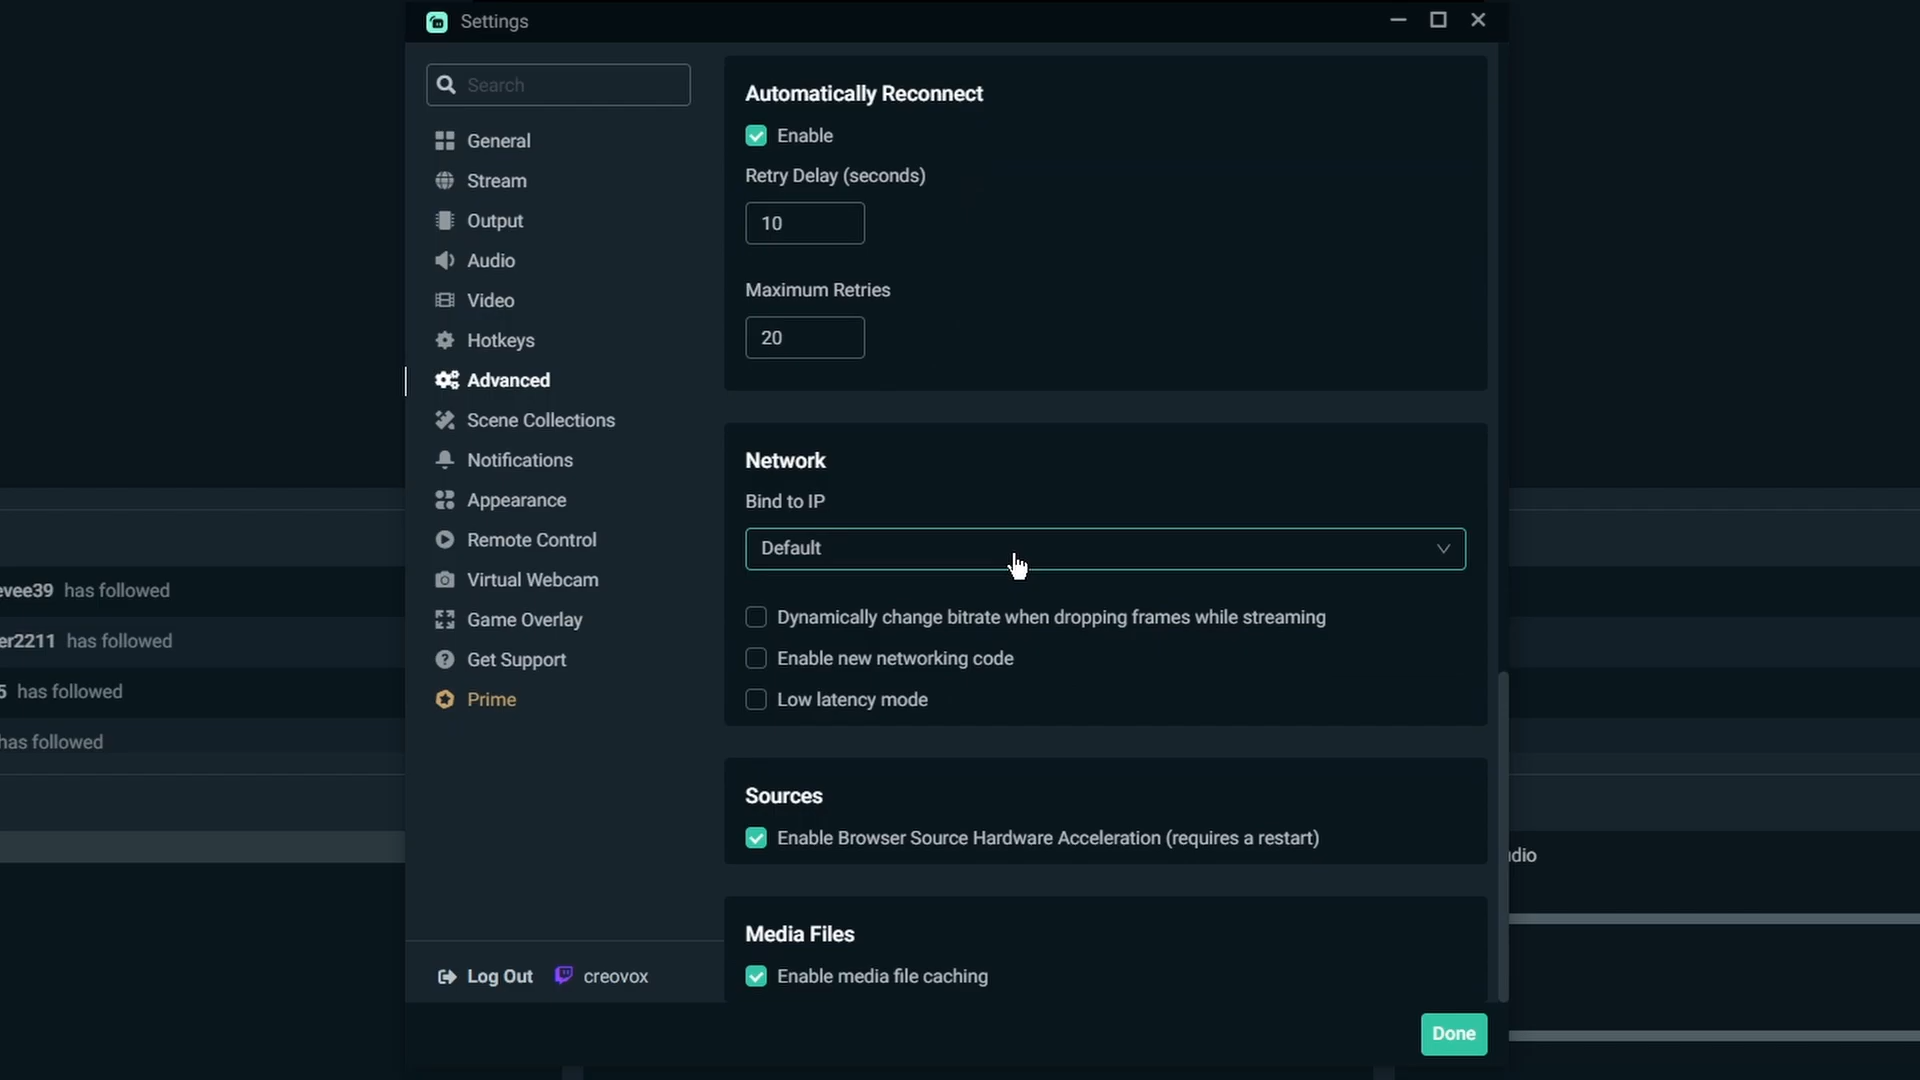 Settings
Search
General
Stream
Output
Audio
Video
Hotkeys
Advanced
Scene Collections
Notifications
Appearance
Remote Control
Virtual Webcam
Game Overlay
Get Support
Prime
Log Out creovox
Automatically Reconnect
Enable
Retry Delay (seconds)
10
Maximum Retries
20
Network
Bind to IP
Default
Dynamically change bitrate when dropping frames while streaming
Enable new networking code
Low latency mode
Sources
Enable Browser Source Hardware Acceleration (requires a restart)
Media Files
Enable media file caching
Done
evee39 has followed
er2211 has followed
5 has followed
has followed
dio